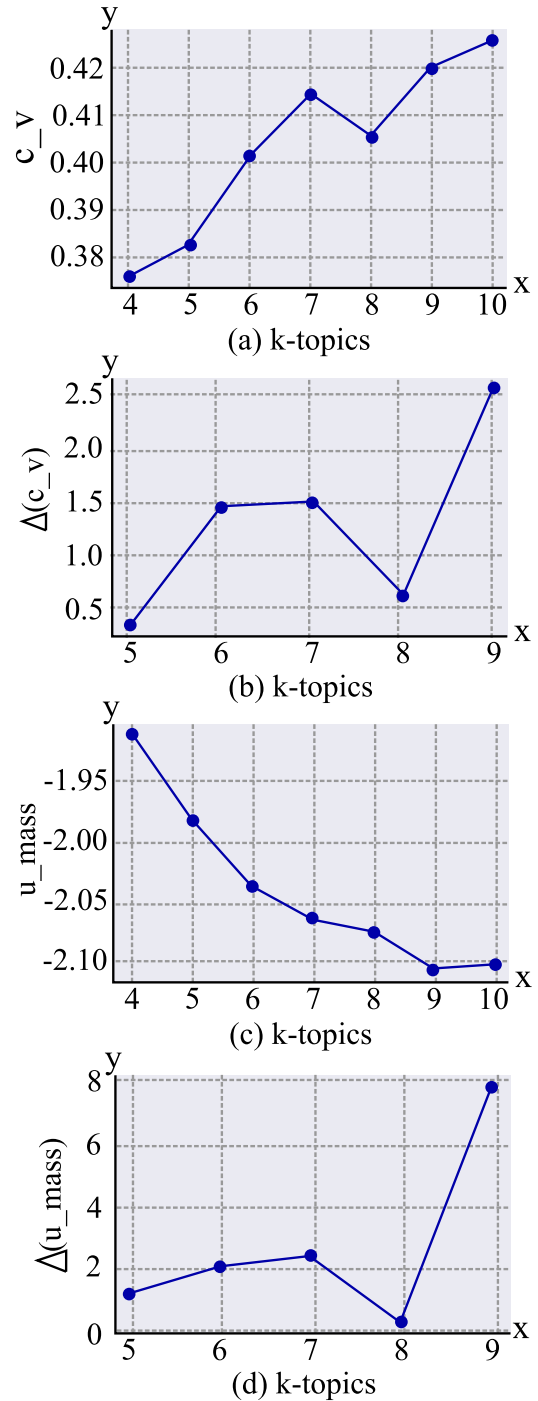 y
0.42
0.41
0.40
0.39
0.38
c_v
4 5 6 7 8 9 10
x
(a) k-topics
y
2.5
2.0
1.5
1.0
0.5
Δ(c_v)
5 6 7 8 9
x
(b) k-topics
y
-1.95
-2.00
-2.05
-2.10
u_mass
4 5 6 7 8 9 10
x
(c) k-topics
y
8
6
4
2
0
Δ(u_mass)
5 6 7 8 9
x
(d) k-topics